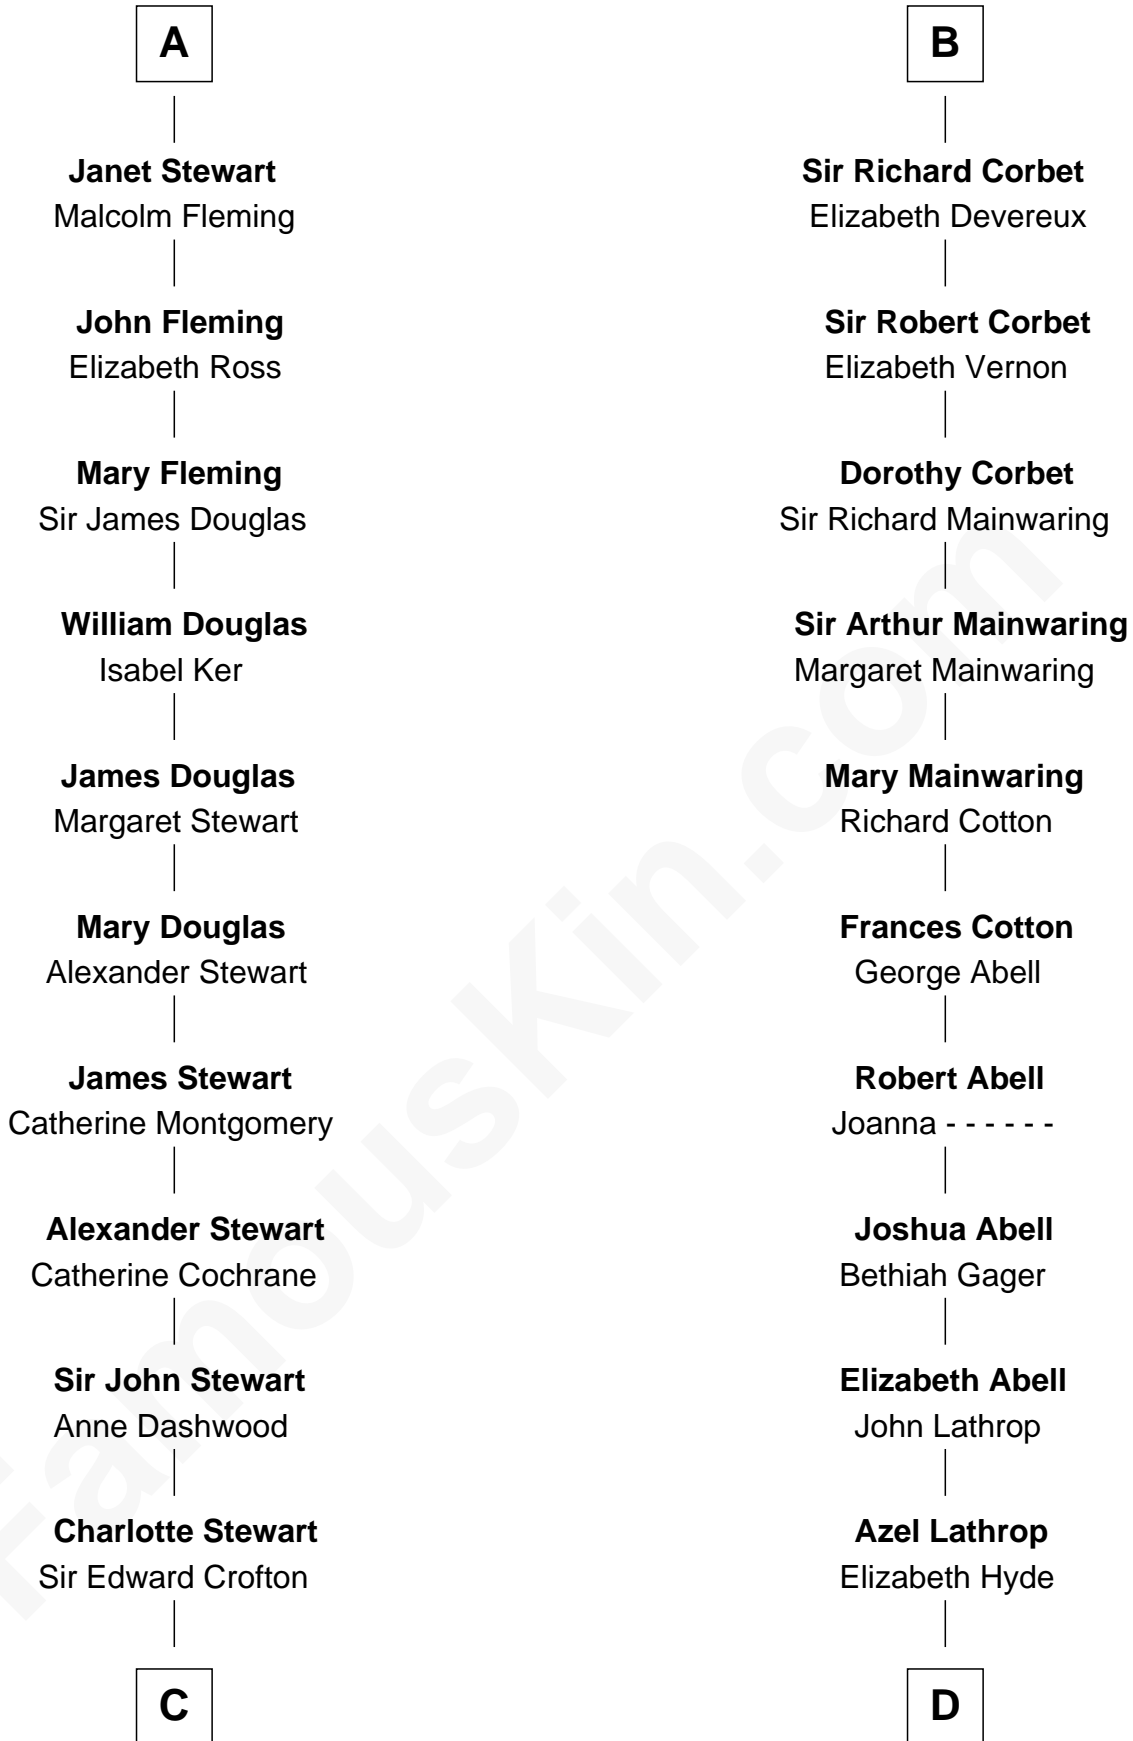 A
Janet Stewart
Malcolm Fleming
John Fleming
Elizabeth Ross
Mary Fleming
Sir James Douglas
William Douglas
Isabel Ker
James Douglas
Margaret Stewart
Mary Douglas
Alexander Stewart
James Stewart
Catherine Montgomery
Alexander Stewart
Catherine Cochrane
Sir John Stewart
Anne Dashwood
Charlotte Stewart
Sir Edward Crofton
C
B
Sir Richard Corbet
Elizabeth Devereux
Sir Robert Corbet
Elizabeth Vernon
Dorothy Corbet
Sir Richard Mainwaring
Sir Arthur Mainwaring
Margaret Mainwaring
Mary Mainwaring
Richard Cotton
Frances Cotton
George Abell
Robert Abell
Joanna - - - - - -
Joshua Abell
Bethiah Gager
Elizabeth Abell
John Lathrop
Azel Lathrop
Elizabeth Hyde
D
FamousKin.com